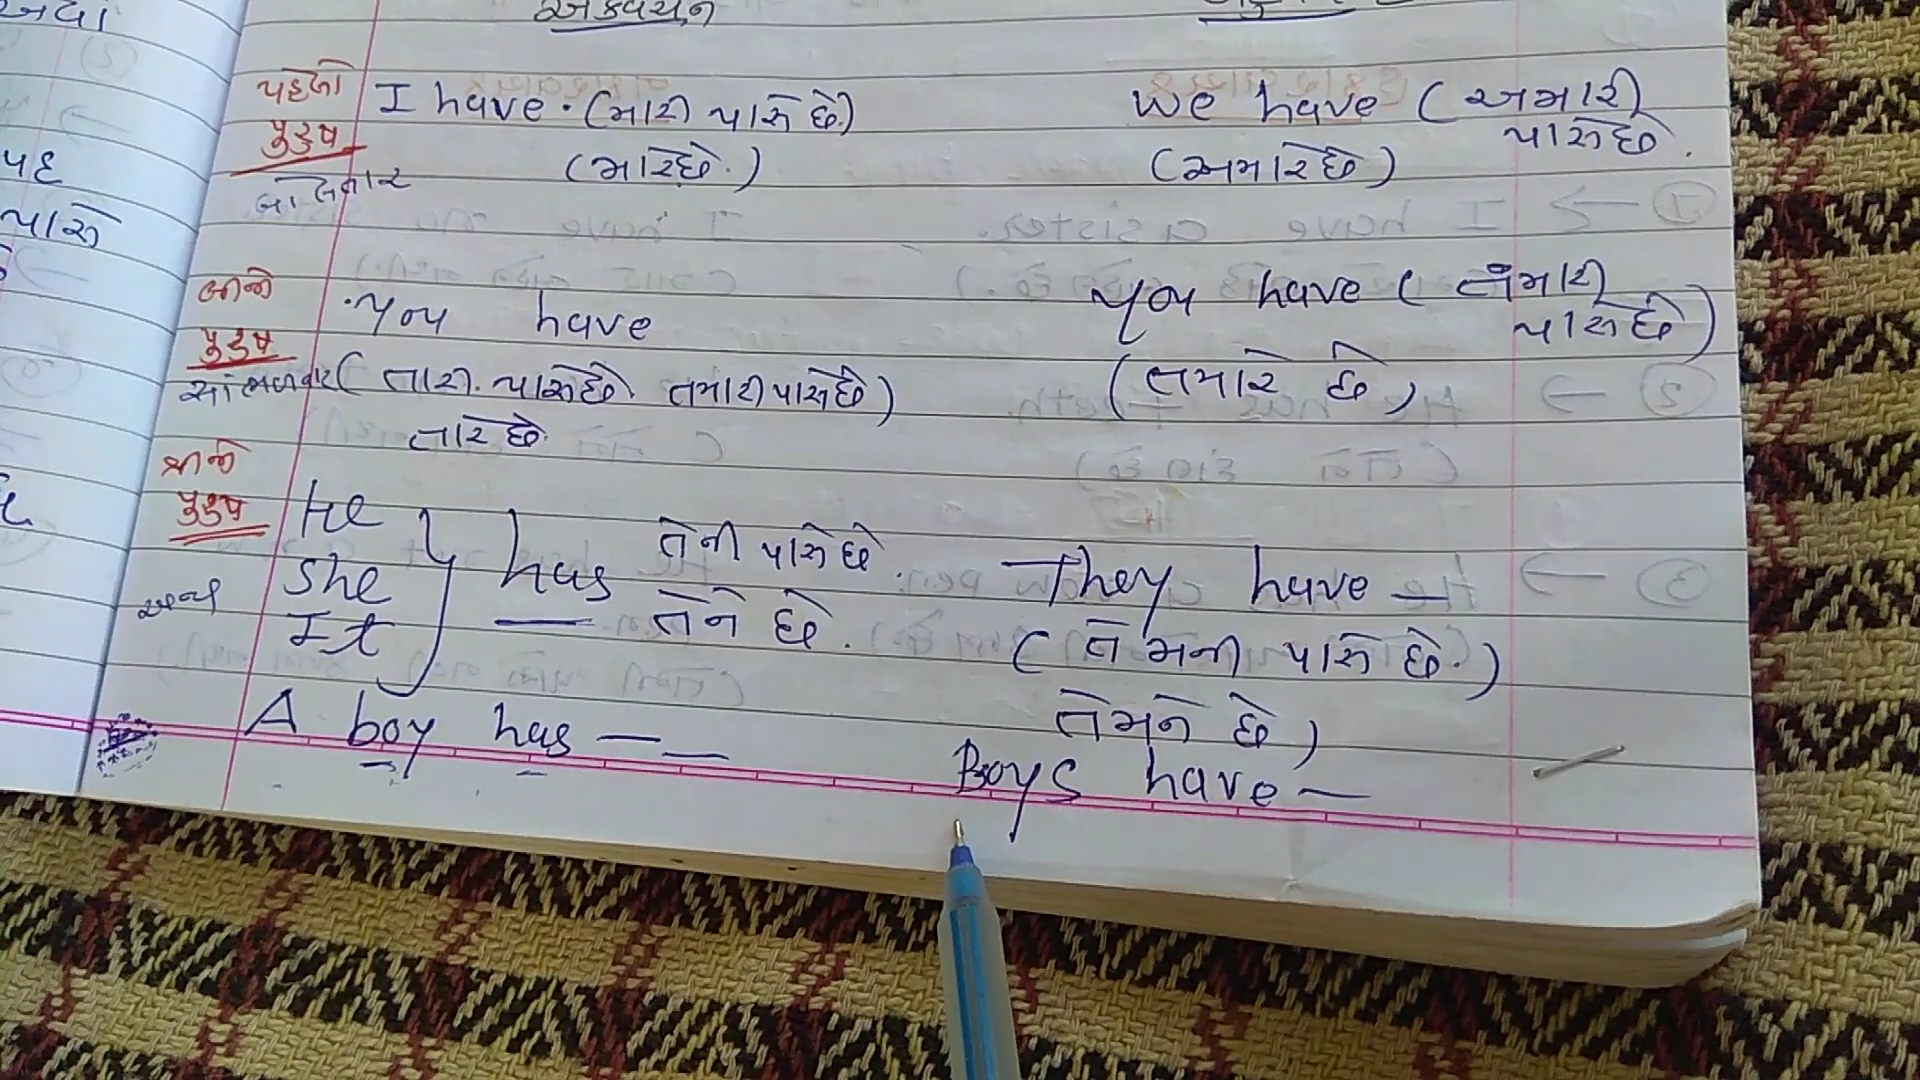 એકવચન
પહેલો I have. (મારી પાસે છે.) We have (અમારી
પુરુષ (મારે છે.) (અમારે છે) પાસે છે.
બોલનાર
બીજો You have You have (તમારી
પુરુષ પાસે છે)
સાંભળનાર (તારી પાસે છે. તમારી પાસે છે) (તમારે છે)
તારે છે.
ત્રીજો
પુરુષ He
She has તેની પાસે છે. They have —
અન્ય It — તેને છે. (તેમની પાસે છે.)
A boy has — — તેમને છે)
Boys have —
પાસે